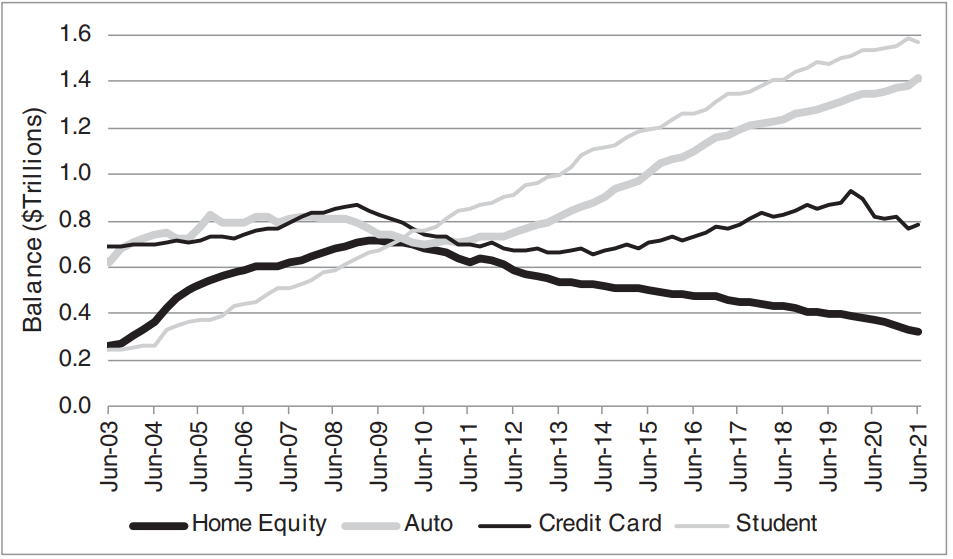 Balance ($Trillions)
1.6
1.4
1.2
1.0
0.8
0.6
0.4
0.2
0.0
Jun-03
Jun-04
Jun-05
Jun-06
Jun-07
Jun-08
Jun-09
Jun-10
Jun-11
Jun-12
Jun-13
Jun-14
Jun-15
Jun-16
Jun-17
Jun-18
Jun-19
Jun-20
Jun-21
Home Equity Auto Credit Card Student